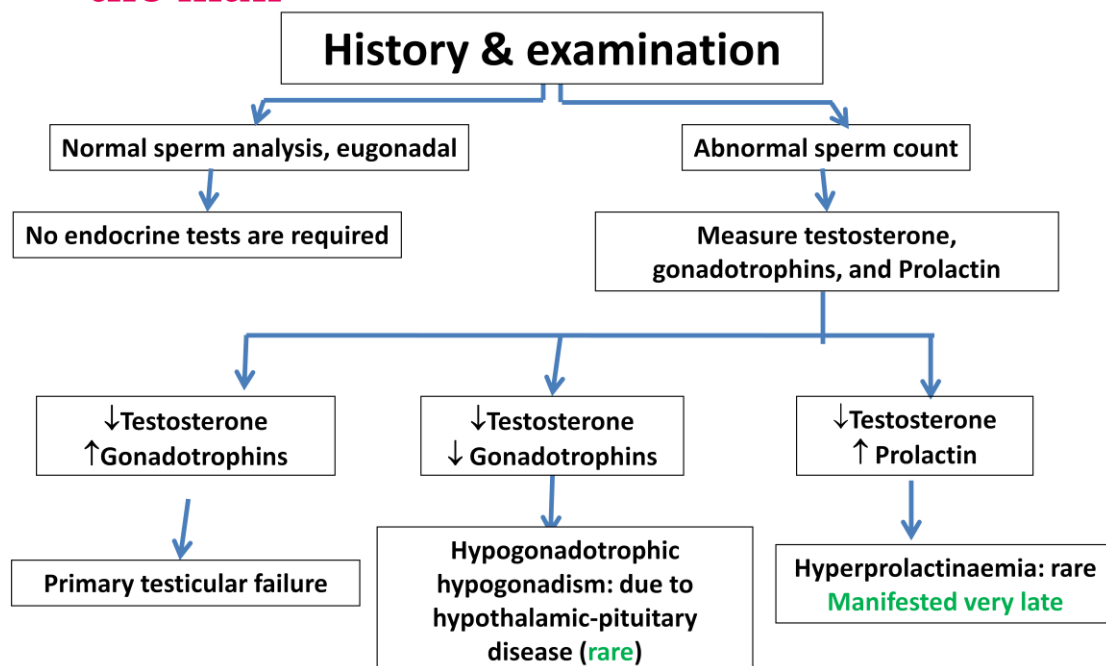 History & examination
Normal sperm analysis, eugonadal
Abnormal sperm count
No endocrine tests are required
Measure testosterone,
gonadotrophins, and Prolactin
↓Testosterone
↑Gonadotrophins
↓Testosterone
↓ Gonadotrophins
↓Testosterone
↑ Prolactin
Primary testicular failure
Hypogonadotrophic
hypogonadism: due to
hypothalamic-pituitary
disease (rare)
Hyperprolactinaemia: rare
Manifested very late